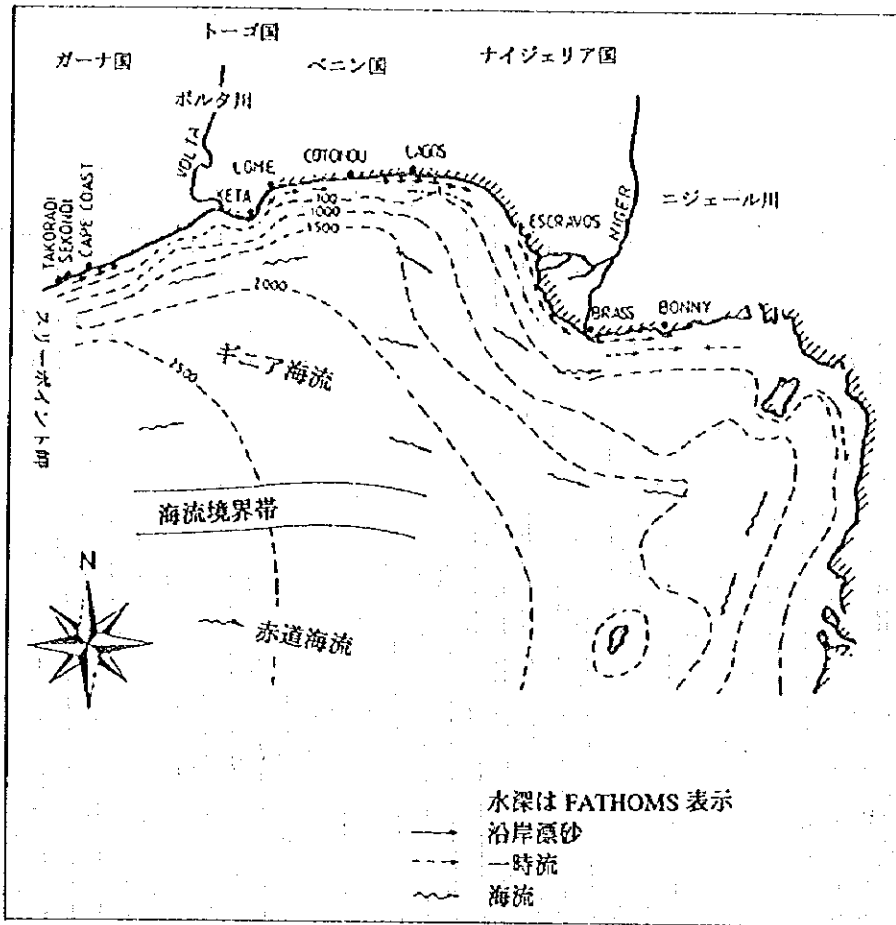 トーゴ国
ガーナ国
ベニン国
ナイジェリア国
ボルタ川
VOLTA
LOME
COTONOU
LAGOS
KETA
TAKORADI
SEKONDI
CAPE COAST
100
1000
1500
2000
2500
ESCRAVOS
NIGER
ニジェール川
BRASS
BONNY
スリーポイント岬
ギニア海流
海流境界帯
N
赤道海流
水深は FATHOMS 表示
沿岸漂砂
一時流
海流